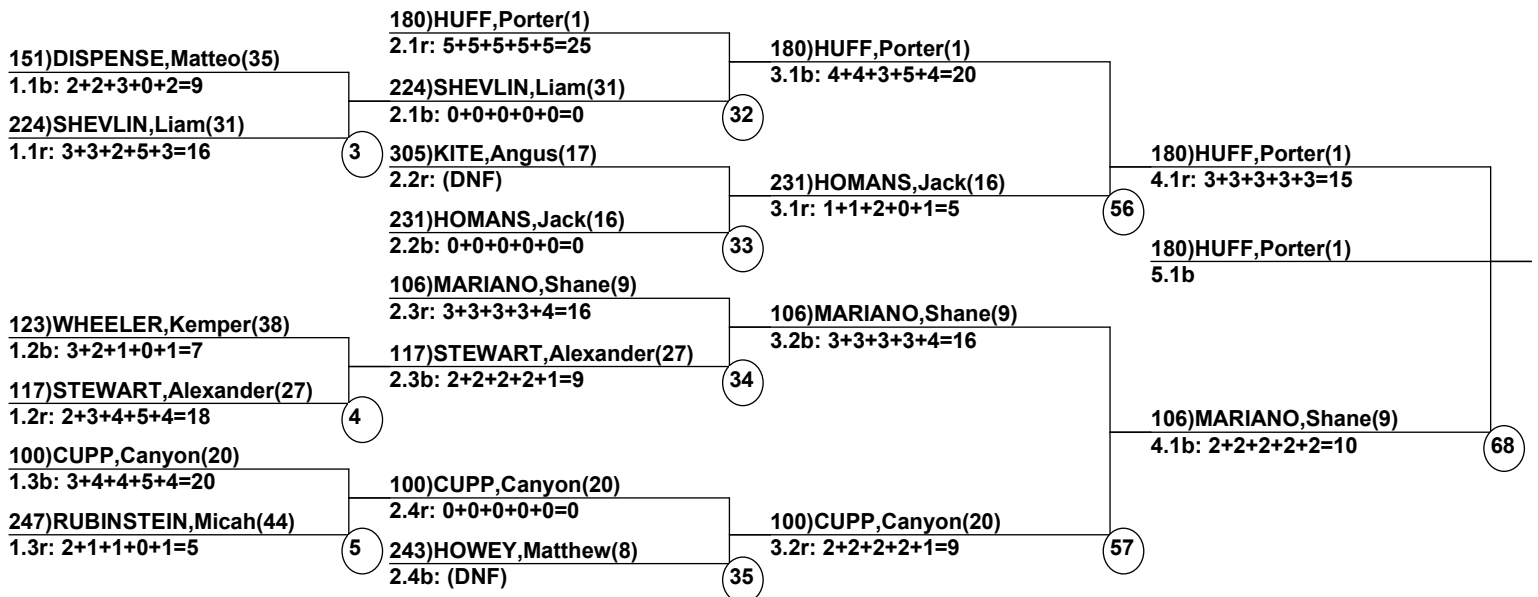 151)DISPENSE,Matteo(35)
1.1b: 2+2+3+0+2=9
224)SHEVLIN,Liam(31)
1.1r: 3+3+2+5+3=16
3
123)WHEELER,Kemper(38)
1.2b: 3+2+1+0+1=7
117)STEWART,Alexander(27)
1.2r: 2+3+4+5+4=18
4
100)CUPP,Canyon(20)
1.3b: 3+4+4+5+4=20
247)RUBINSTEIN,Micah(44)
1.3r: 2+1+1+0+1=5
5
180)HUFF,Porter(1)
2.1r: 5+5+5+5+5=25
224)SHEVLIN,Liam(31)
2.1b: 0+0+0+0+0=0
32
305)KITE,Angus(17)
2.2r: (DNF)
231)HOMANS,Jack(16)
2.2b: 0+0+0+0+0=0
33
106)MARIANO,Shane(9)
2.3r: 3+3+3+3+4=16
117)STEWART,Alexander(27)
2.3b: 2+2+2+2+1=9
34
100)CUPP,Canyon(20)
2.4r: 0+0+0+0+0=0
243)HOWEY,Matthew(8)
2.4b: (DNF)
35
180)HUFF,Porter(1)
3.1b: 4+4+3+5+4=20
231)HOMANS,Jack(16)
3.1r: 1+1+2+0+1=5
56
106)MARIANO,Shane(9)
3.2b: 3+3+3+3+4=16
100)CUPP,Canyon(20)
3.2r: 2+2+2+2+1=9
57
180)HUFF,Porter(1)
4.1r: 3+3+3+3+3=15
180)HUFF,Porter(1)
5.1b
106)MARIANO,Shane(9)
4.1b: 2+2+2+2+2=10
68